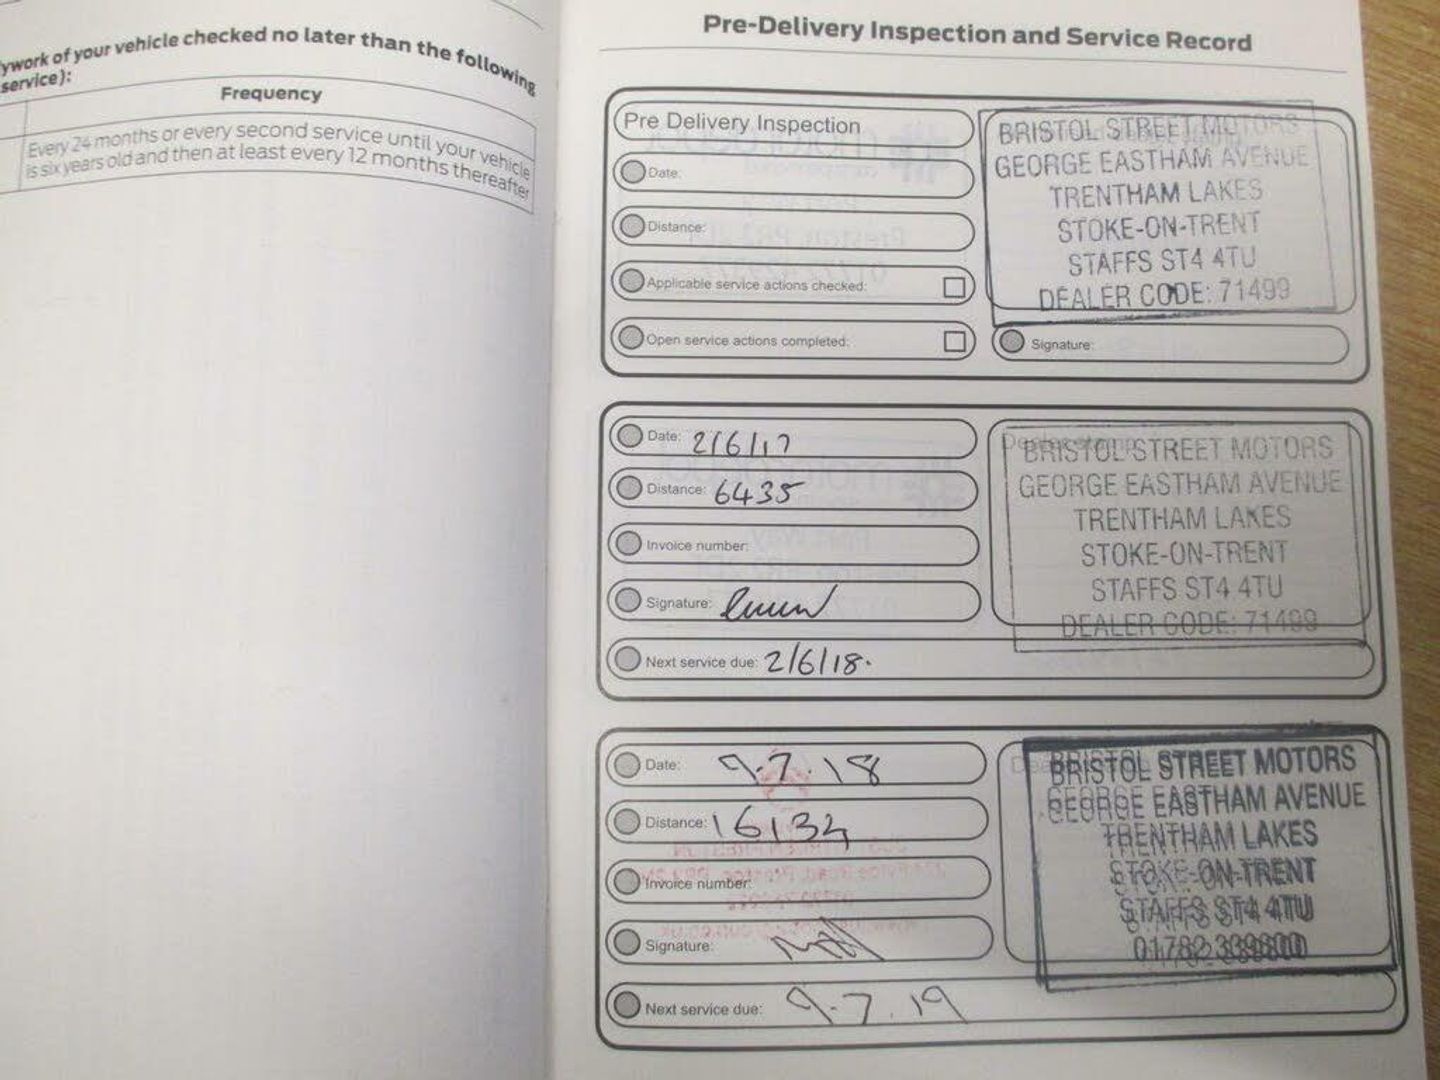 ywork of your vehicle checked no later than the following
service):
Frequency
Every 24 months or every second service until your vehicle
is six years old and then at least every 12 months thereafter
Pre-Delivery Inspection and Service Record
Pre Delivery Inspection
Date:
Distance:
Applicable service actions checked:
Open service actions completed:
BRISTOL STREET MOTORS
GEORGE EASTHAM AVENUE
TRENTHAM LAKES
STOKE-ON-TRENT
STAFFS ST4 4TU
DEALER CODE: 71499
Signature:
Date: 2/6/17
Distance: 6435
Invoice number:
Signature:
Next service due: 2/6/18.
Dealer stamp
BRISTOL STREET MOTORS
GEORGE EASTHAM AVENUE
TRENTHAM LAKES
STOKE-ON-TRENT
STAFFS ST4 4TU
DEALER CODE: 71499
Date: 9.7.18
Distance: 16134
Invoice number:
Signature:
Next service due: 9.7.19
BRISTOL STREET MOTORS
GEORGE EASTHAM AVENUE
TRENTHAM LAKES
STOKE-ON-TRENT
STAFFS ST4 4TU
01782